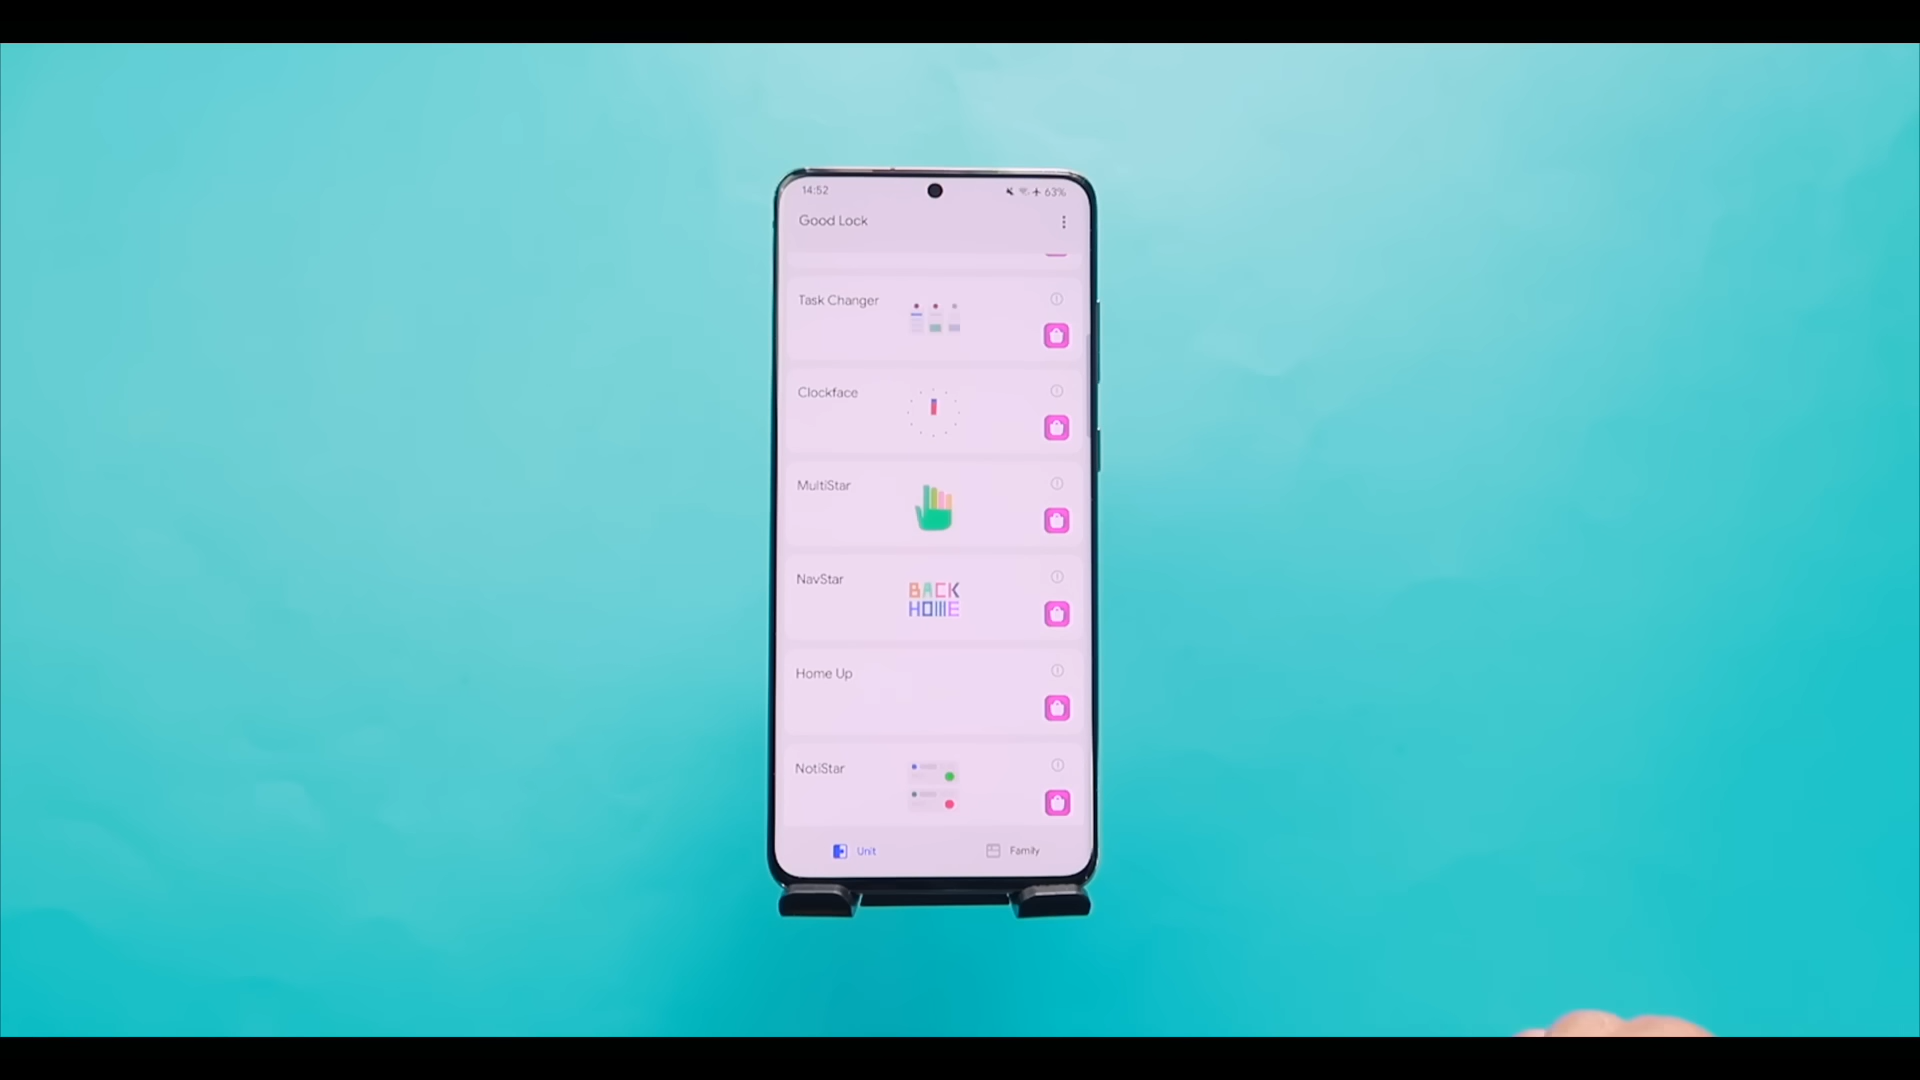 14:52
63%
Good Lock
Task Changer
Clockface
MultiStar
BACK
HOME
NavStar
Home Up
NotiStar
Unit
Family